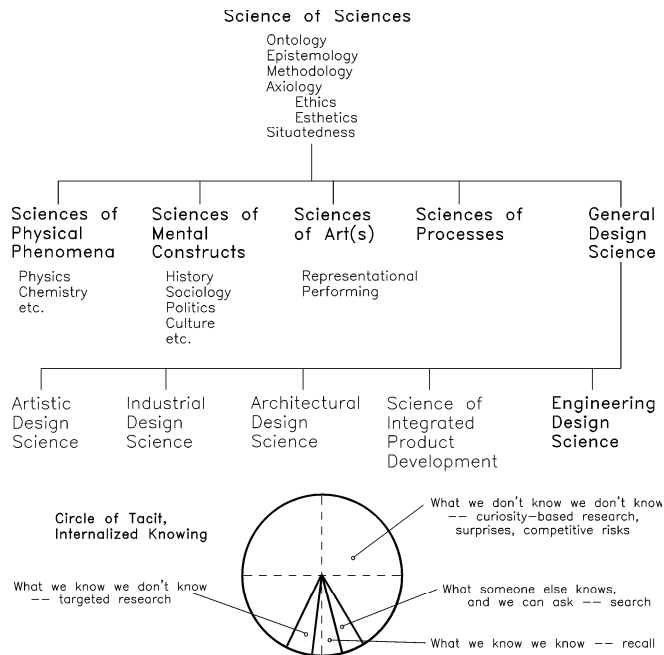 Science of Sciences
Ontology
Epistemology
Methodology
Axiology
Ethics
Esthetics
Situatedness
Sciences of
Physical
Phenomena
Physics
Chemistry
etc.
Sciences of
Mental
Constructs
History
Sociology
Politics
Culture
etc.
Sciences
of Art(s)
Representational
Performing
Sciences of
Processes
General
Design
Science
Artistic
Design
Science
Industrial
Design
Science
Architectural
Design
Science
Science of
Integrated
Product
Development
Engineering
Design
Science
Circle of Tacit,
Internalized Knowing
What we don't know we don't know
-- curiosity-based research,
surprises, competitive risks
What we know we don't know
-- targeted research
What someone else knows,
and we can ask -- search
What we know we know -- recall